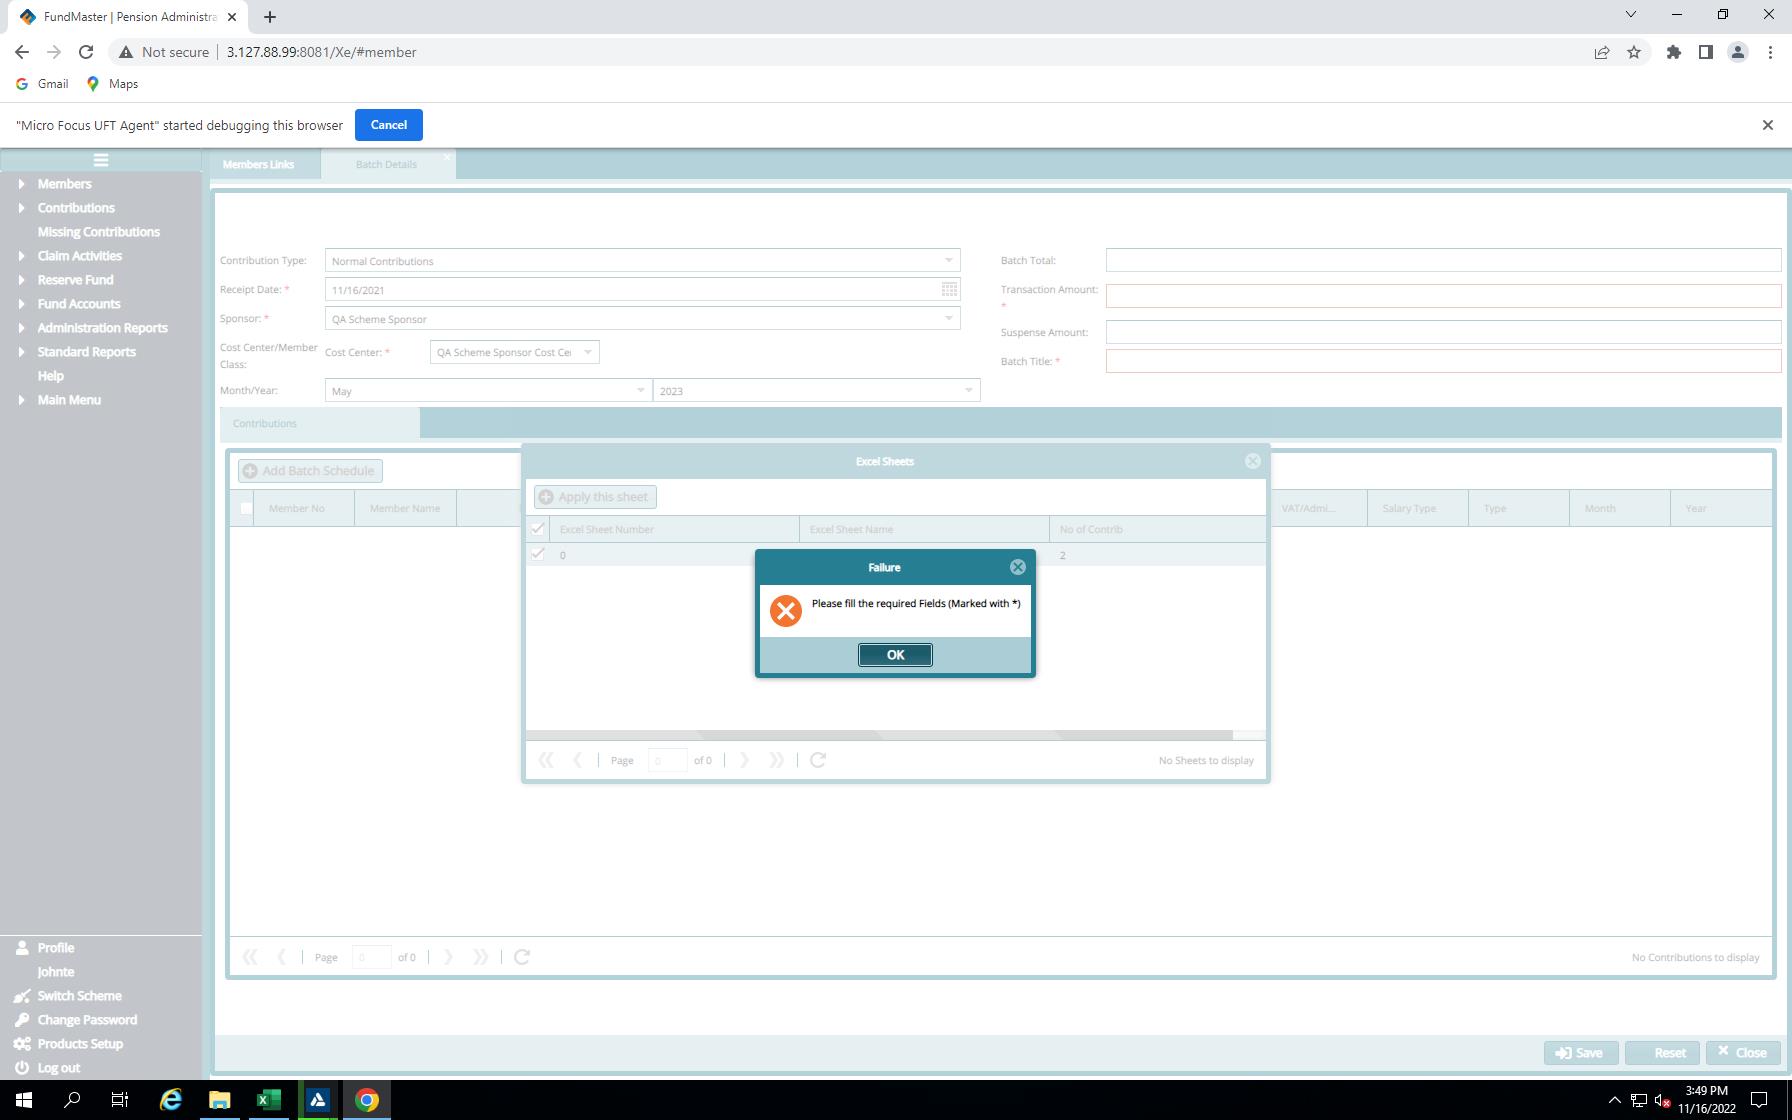 FundMaster | Pension Administra
Not secure
3.127.88.99:8081/Xe/#member
Gmail
Maps
"Micro Focus UFT Agent" started debugging this browser
Cancel
Members Links
Batch Details
Members
Contributions
Missing Contributions
Claim Activities
Reserve Fund
Fund Accounts
Administration Reports
Standard Reports
Help
Main Menu
Contribution Type:
Normal Contributions
Receipt Date: *
11/16/2021
Sponsor: *
QA Scheme Sponsor
Cost Center/Member
Class:
Cost Center: *
QA Scheme Sponsor Cost Ce
Month/Year:
May
2023
Batch Total:
Transaction Amount:
*
Suspense Amount:
Batch Title: *
Contributions
Add Batch Schedule
Member No
Member Name
VAT/Admi...
Salary Type
Type
Month
Year
Excel Sheets
Apply this sheet
Excel Sheet Number
Excel Sheet Name
No of Contrib
0
2
Failure
Please fill the required Fields (Marked with *)
OK
Page
0
of 0
No Sheets to display
Page
0
of 0
No Contributions to display
Profile
Johnte
Switch Scheme
Change Password
Products Setup
Log out
Save
Reset
Close
3:49 PM
11/16/2022